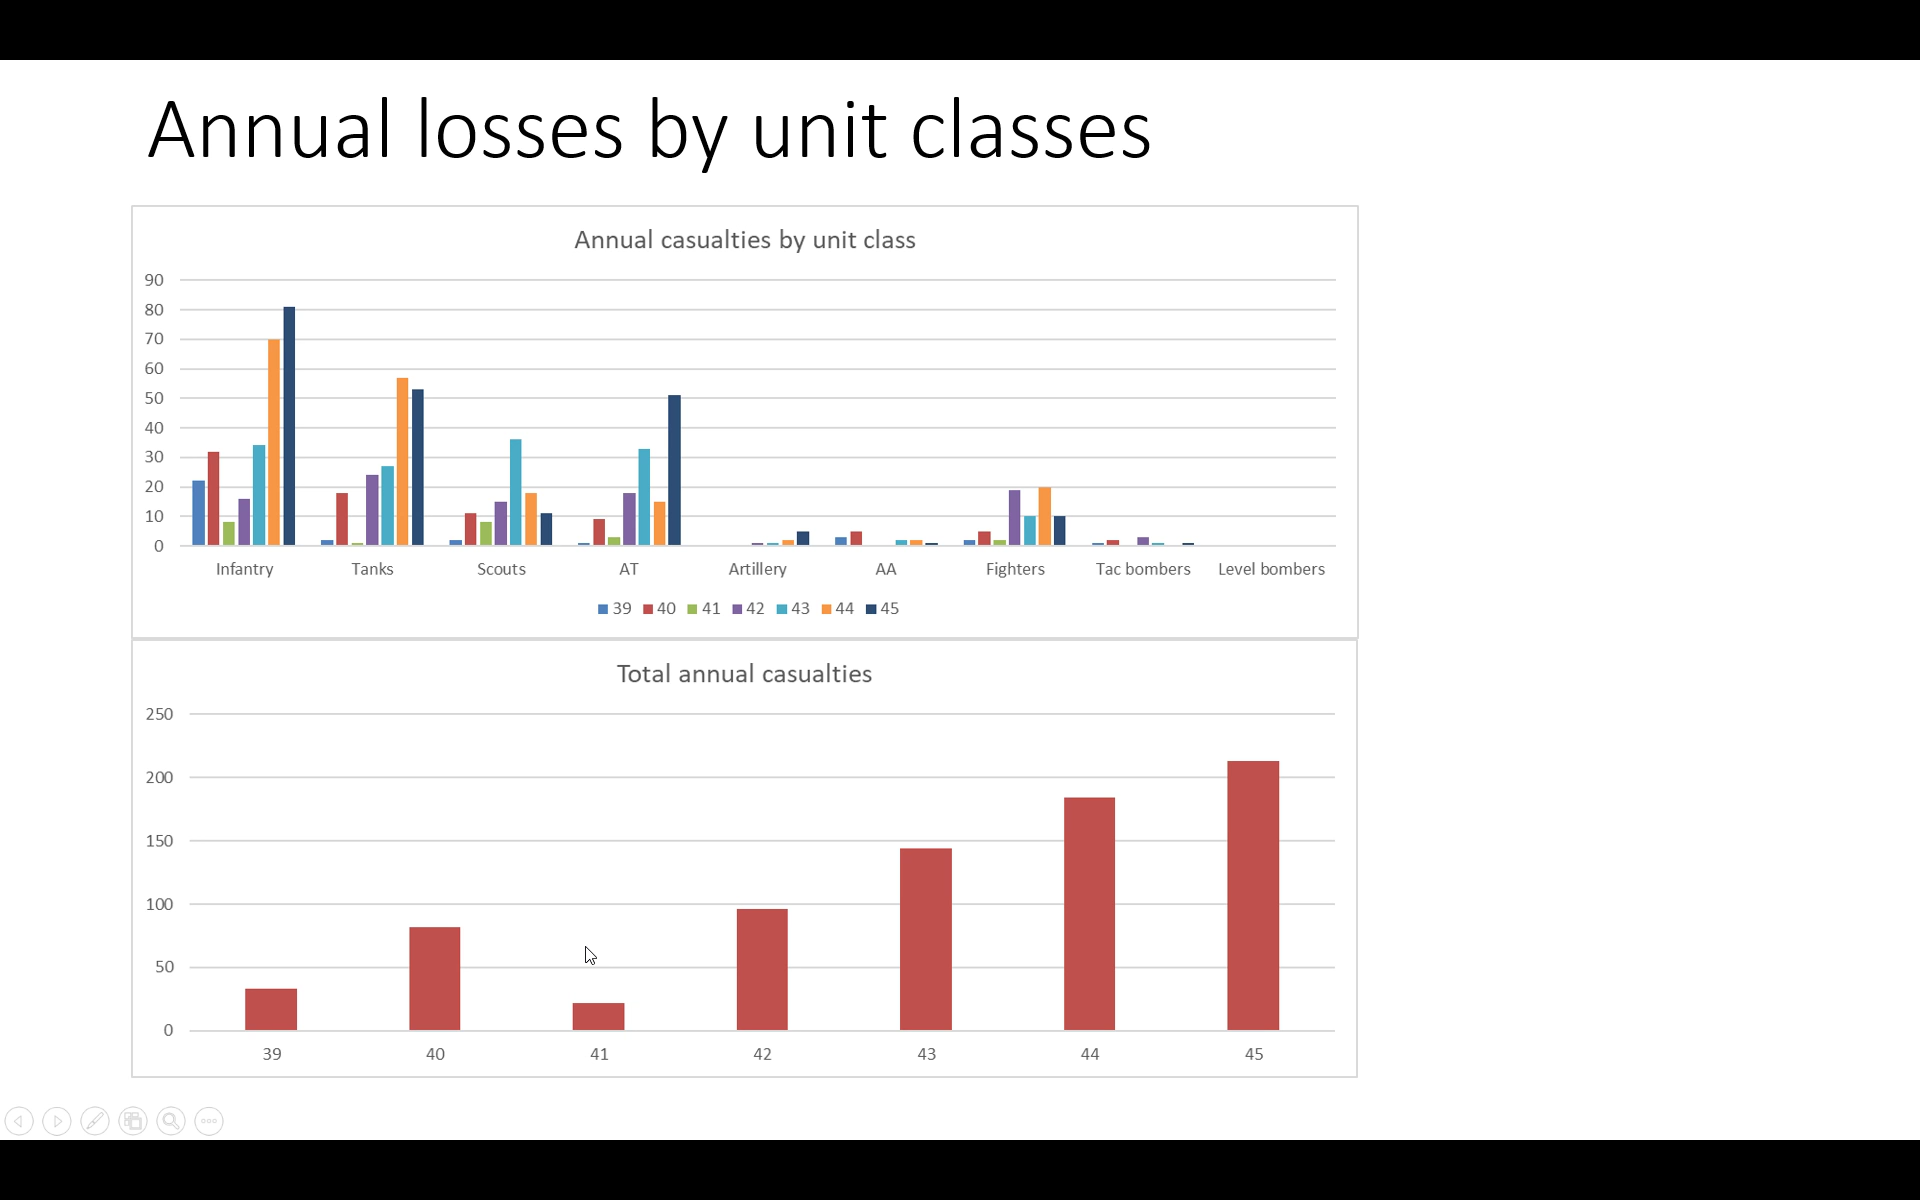 Annual losses by unit classes
Annual casualties by unit class
90
80
70
60
50
40
30
20
10
0
Infantry Tanks Scouts AT Artillery AA Fighters Tac bombers Level bombers
39 40 41 42 43 44 45
Total annual casualties
250
200
150
100
50
0
39 40 41 42 43 44 45